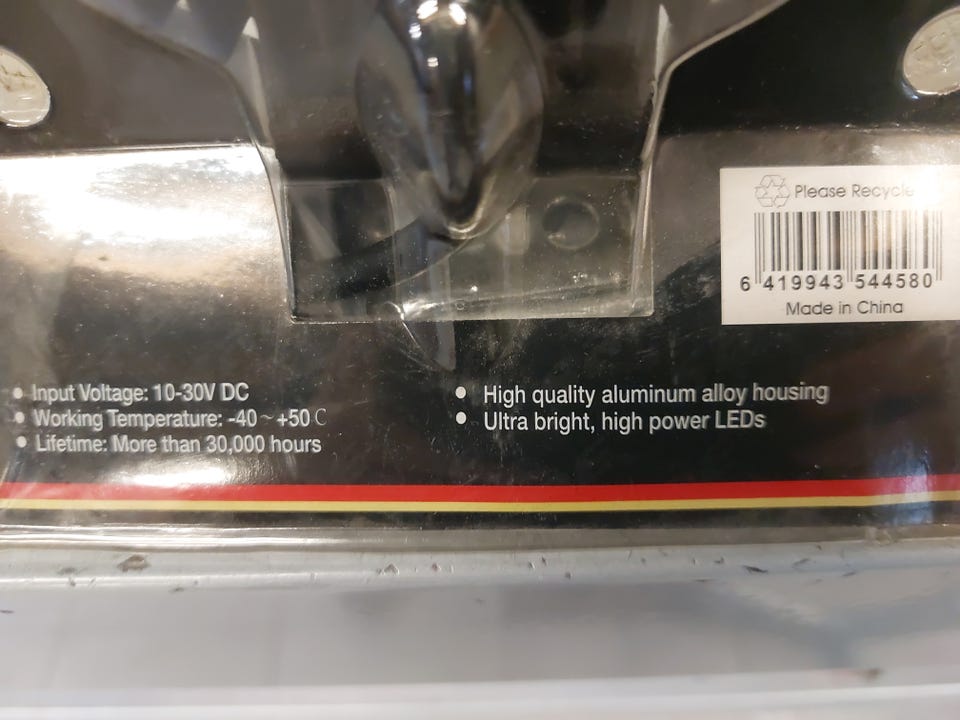 Please Recycle
6 419943 544580
Made in China
• Input Voltage: 10-30V DC
• Working Temperature: -40 ~ +50 C
• Lifetime: More than 30,000 hours
• High quality aluminum alloy housing
• Ultra bright, high power LEDs